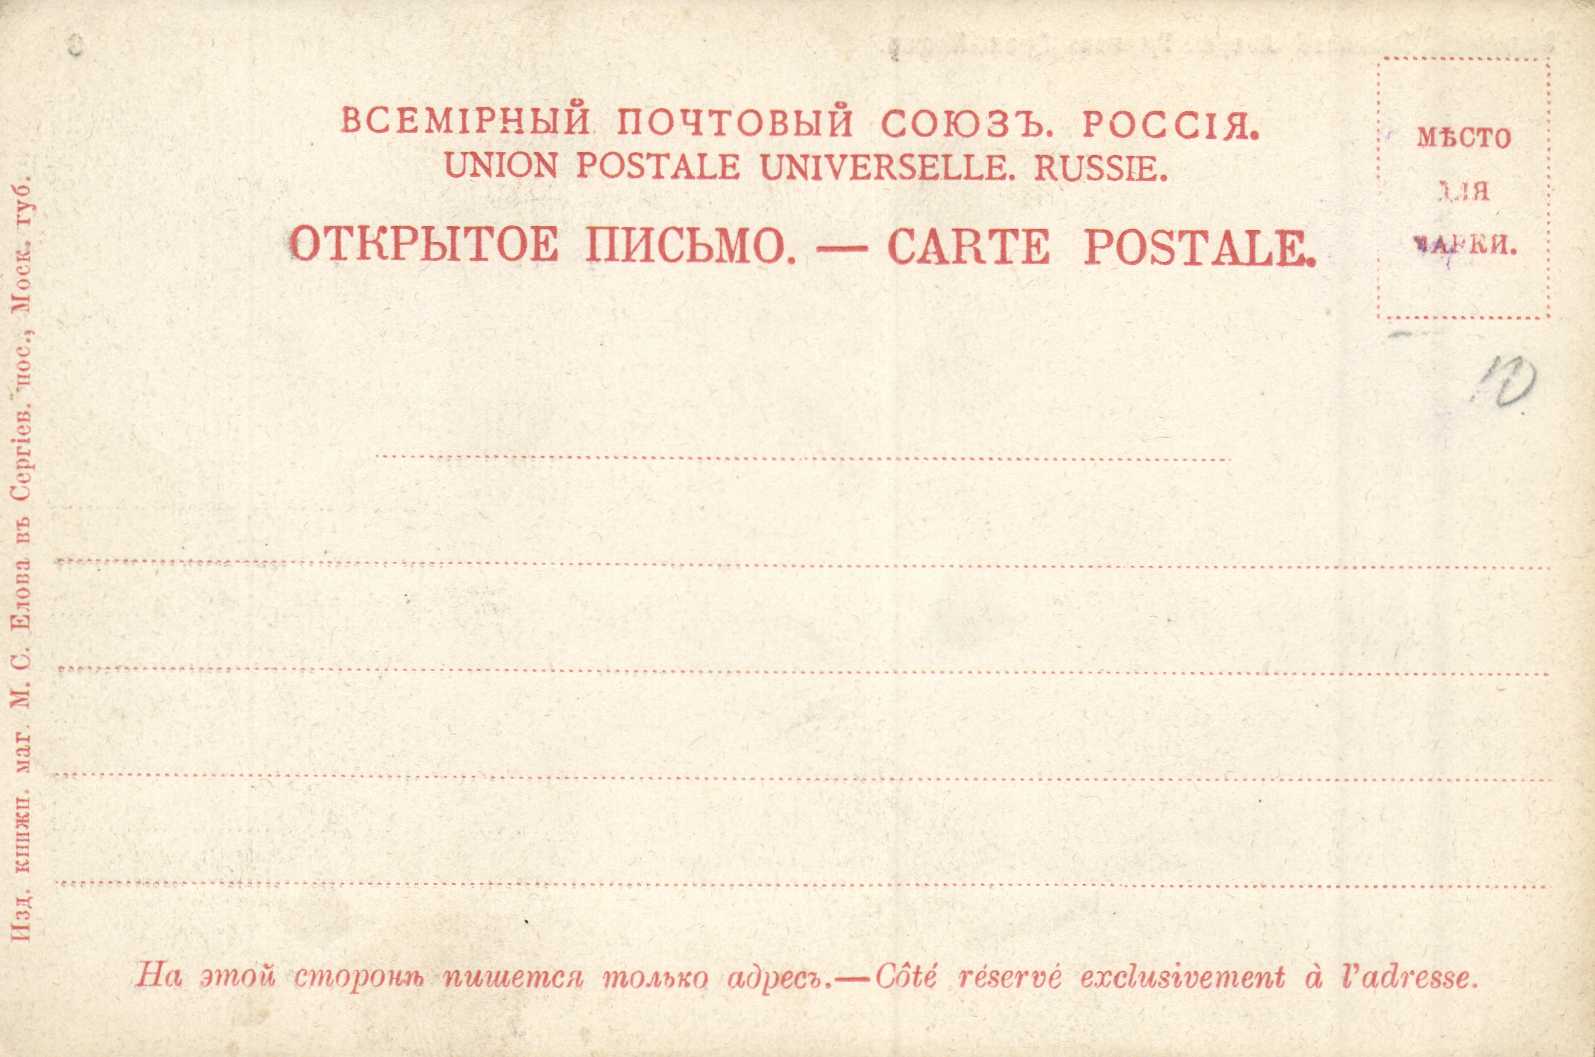 ВСЕМІРНЫЙ ПОЧТОВЫЙ СОЮЗЪ. РОССІЯ.
UNION POSTALE UNIVERSELLE. RUSSIE.
ОТКРЫТОЕ ПИСЬМО. — CARTE POSTALE.
МѢСТО
ДЛЯ
МАРКИ.
10
Изд. книжн. маг. М. С. Елова въ Сергіев. пос., Моск. губ.
На этой сторонѣ пишется только адресъ.—Côté réservé exclusivement à l'adresse.